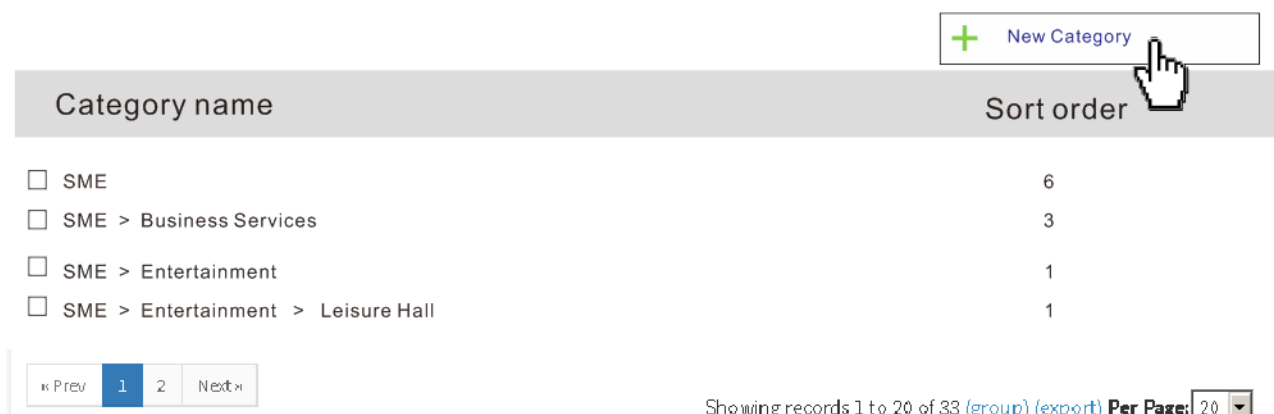 New Category
Category name Sort order
SME 6
SME > Business Services 3
SME > Entertainment 1
SME > Entertainment > Leisure Hall 1
« Prev 1 2 Next »
Showing records 1 to 20 of 33 (group) (export) Per Page: 20